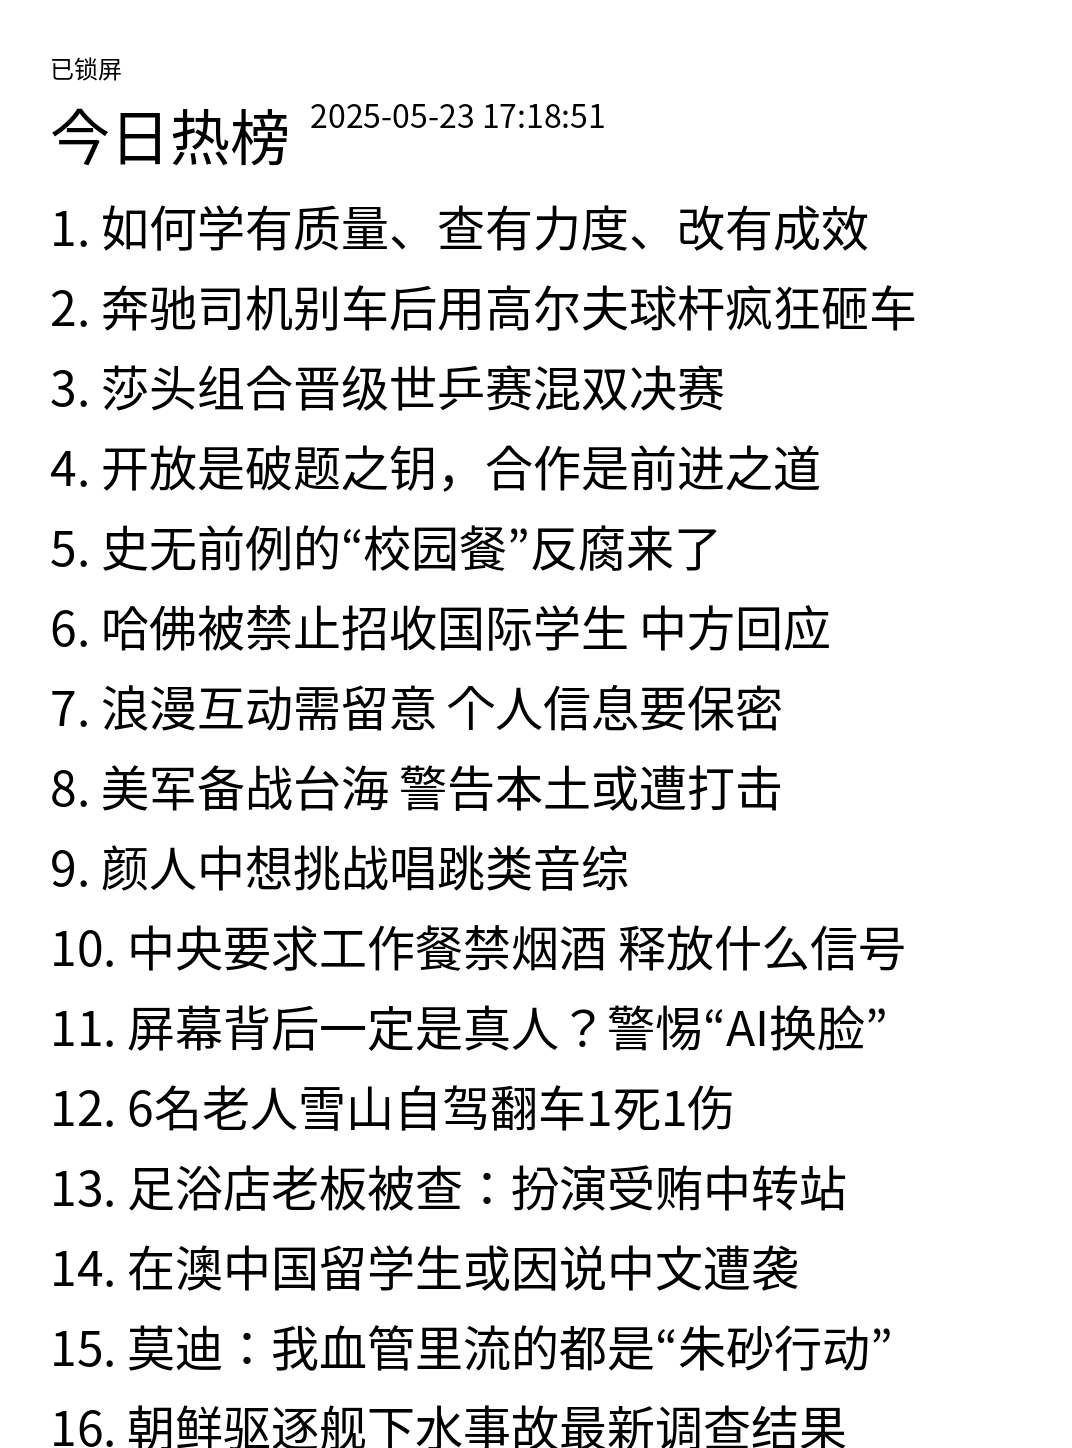 已锁屏
今日热榜 2025-05-23 17:18:51
1. 如何学有质量、查有力度、改有成效
2. 奔驰司机别车后用高尔夫球杆疯狂砸车
3. 莎头组合晋级世乒赛混双决赛
4. 开放是破题之钥，合作是前进之道
5. 史无前例的“校园餐”反腐来了
6. 哈佛被禁止招收国际学生 中方回应
7. 浪漫互动需留意 个人信息要保密
8. 美军备战台海 警告本土或遭打击
9. 颜人中想挑战唱跳类音综
10. 中央要求工作餐禁烟酒 释放什么信号
11. 屏幕背后一定是真人？警惕“AI换脸”
12. 6名老人雪山自驾翻车1死1伤
13. 足浴店老板被查：扮演受贿中转站
14. 在澳中国留学生或因说中文遭袭
15. 莫迪：我血管里流的都是“朱砂行动”
16. 朝鲜驱逐舰下水事故最新调查结果